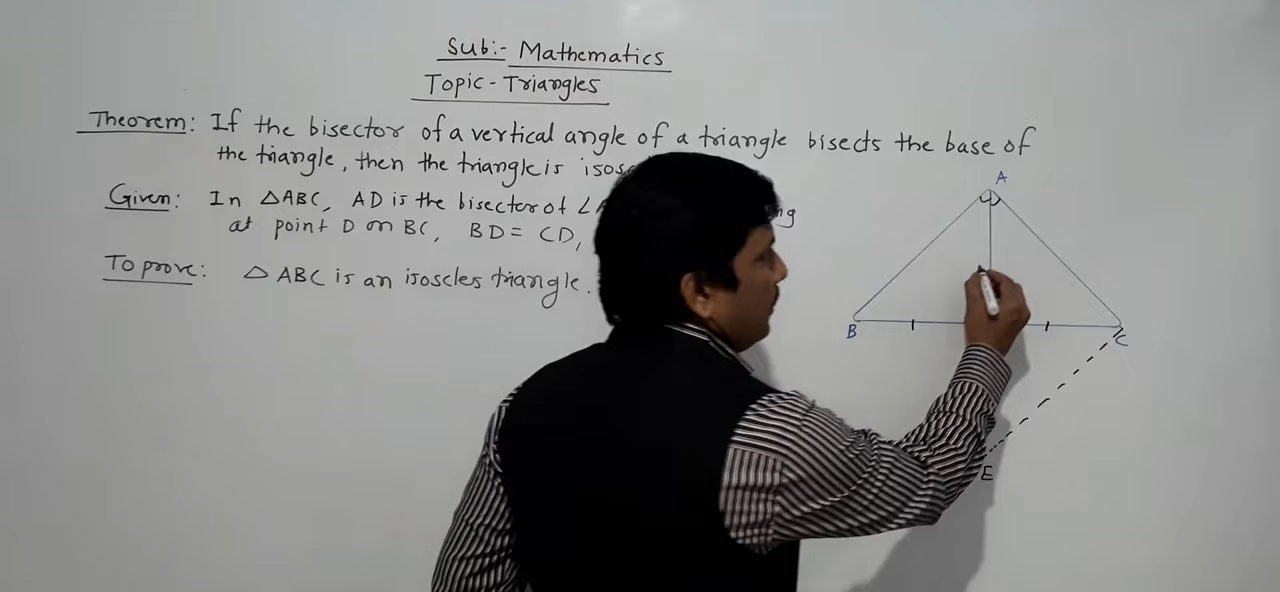 Sub:- Mathematics
Topic - Triangles
Theorem: If the bisector of a vertical angle of a triangle bisects the base of
the triangle, then the triangle is
Given: In △ABC, AD is the bisector of ∠
at point D on BC, BD = CD,
To prove: △ABC is an isoscles triangle.
A
B
C
E